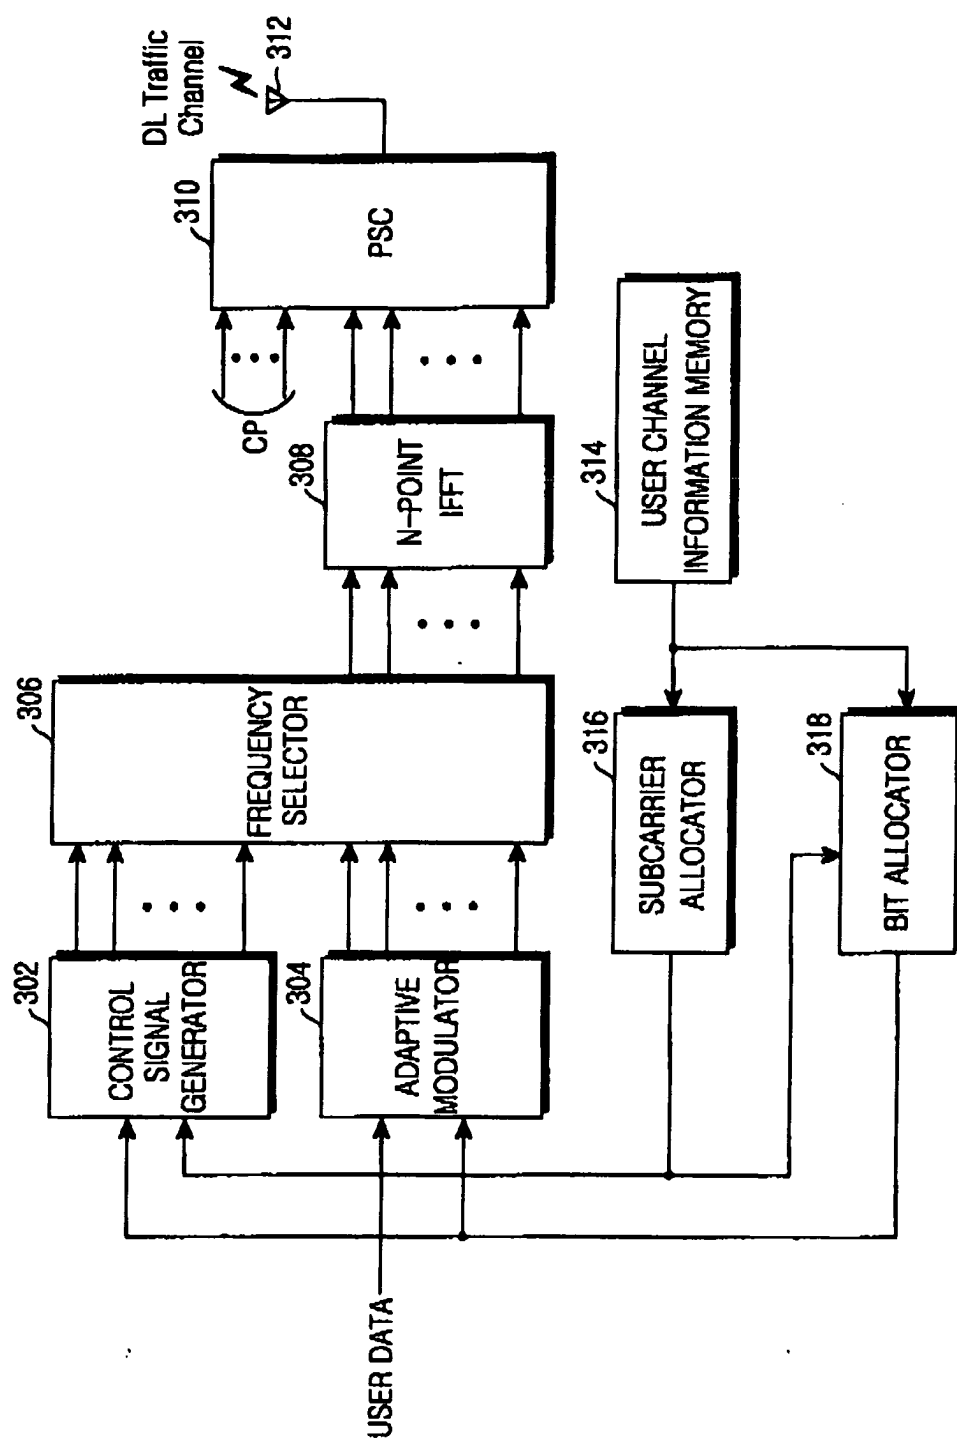 USER DATA
302
CONTROL
SIGNAL
GENERATOR
304
ADAPTIVE
MODULATOR
306
FREQUENCY
SELECTOR
308
N-POINT
IFFT
CP
310
PSC
312
DL Traffic
Channel
314
USER CHANNEL
INFORMATION MEMORY
316
SUBCARRIER
ALLOCATOR
318
BIT ALLOCATOR